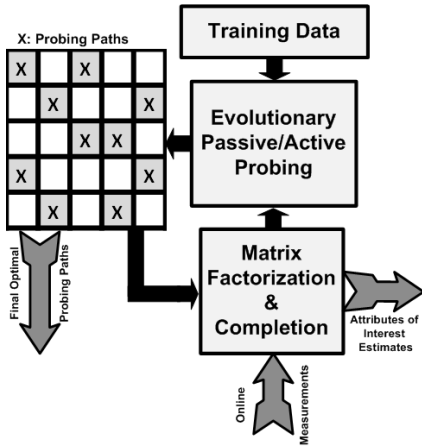 X: Probing Paths
Training Data
X X
X X
X X
X X
X X
Evolutionary
Passive/Active
Probing
Matrix
Factorization
&
Completion
Final Optimal
Probing Paths
Attributes of
Interest
Estimates
Online
Measurements